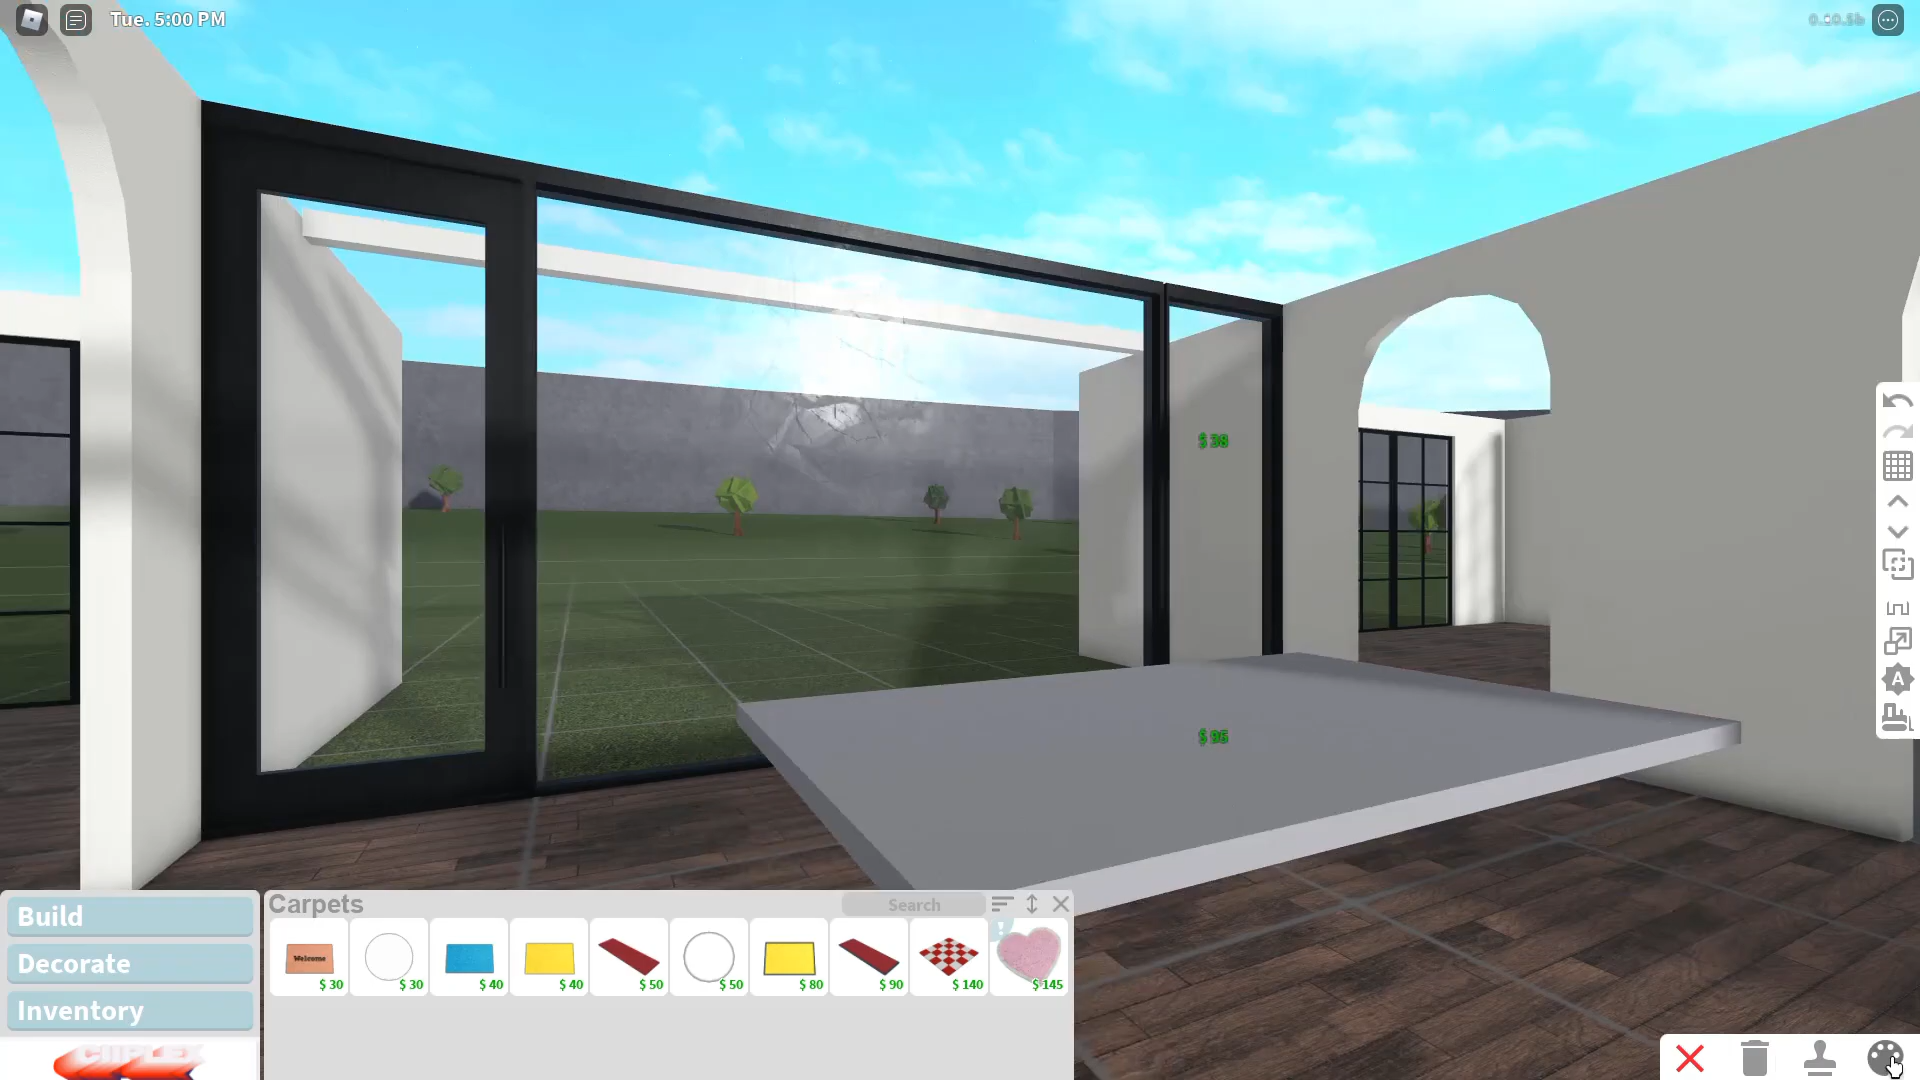 Tue. 5:00 PM
$ 38
$ 95
Build
Decorate
Inventory
Carpets
Search
Welcome
$ 30
$ 30
$ 40
$ 40
$ 50
$ 50
$ 80
$ 90
$ 140
$ 145
A
CIIPLEX